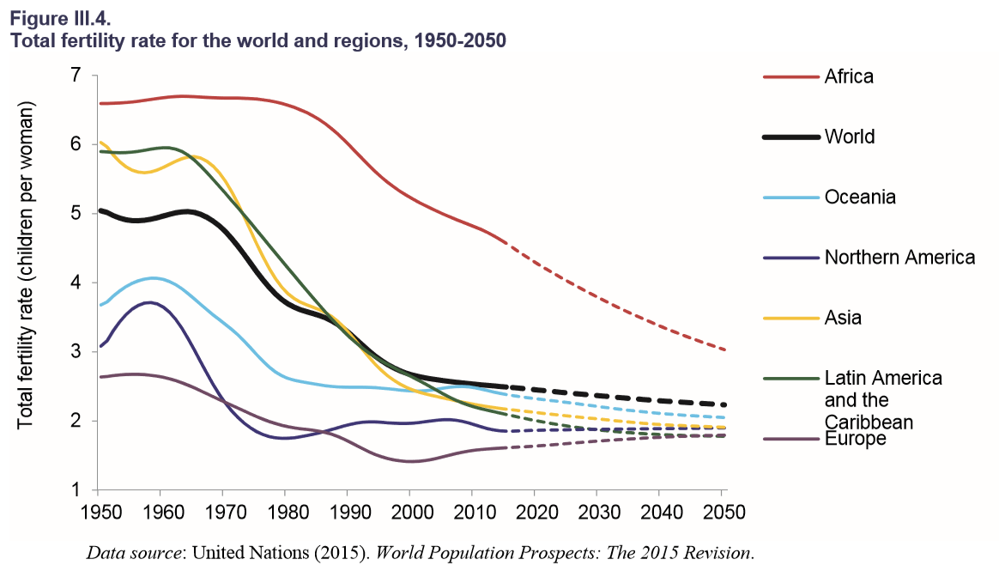 Figure III.4.
Total fertility rate for the world and regions, 1950-2050
Total fertility rate (children per woman)
7
6
5
4
3
2
1
1950 1960 1970 1980 1990 2000 2010 2020 2030 2040 2050
Africa
World
Oceania
Northern America
Asia
Latin America
and the
Caribbean
Europe
Data source: United Nations (2015). World Population Prospects: The 2015 Revision.